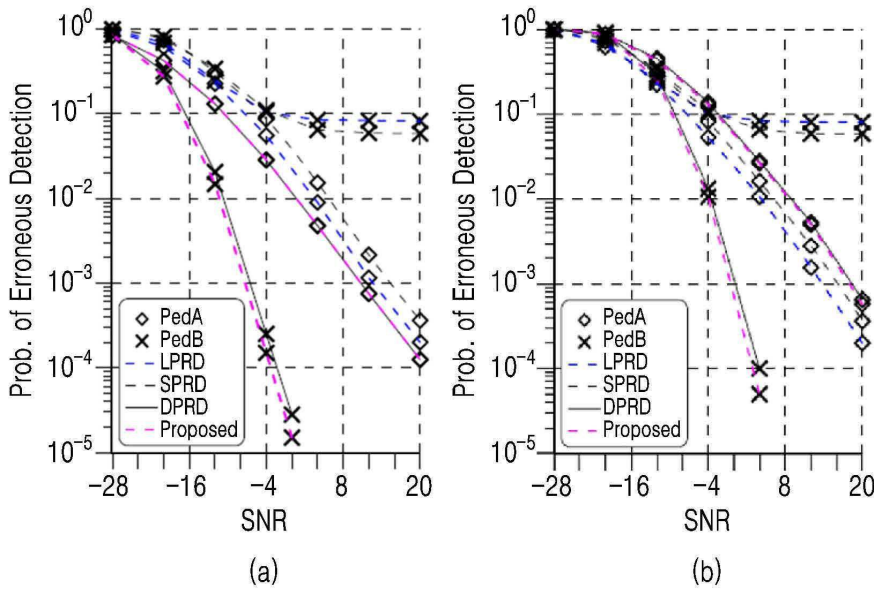 Prob. of Erroneous Detection
10^0
10^-1
10^-2
10^-3
10^-4
10^-5
PedA
PedB
LPRD
SPRD
DPRD
Proposed
−28 −16 −4 8 20
SNR
(a)
Prob. of Erroneous Detection
10^0
10^-1
10^-2
10^-3
10^-4
10^-5
PedA
PedB
LPRD
SPRD
DPRD
Proposed
−28 −16 −4 8 20
SNR
(b)